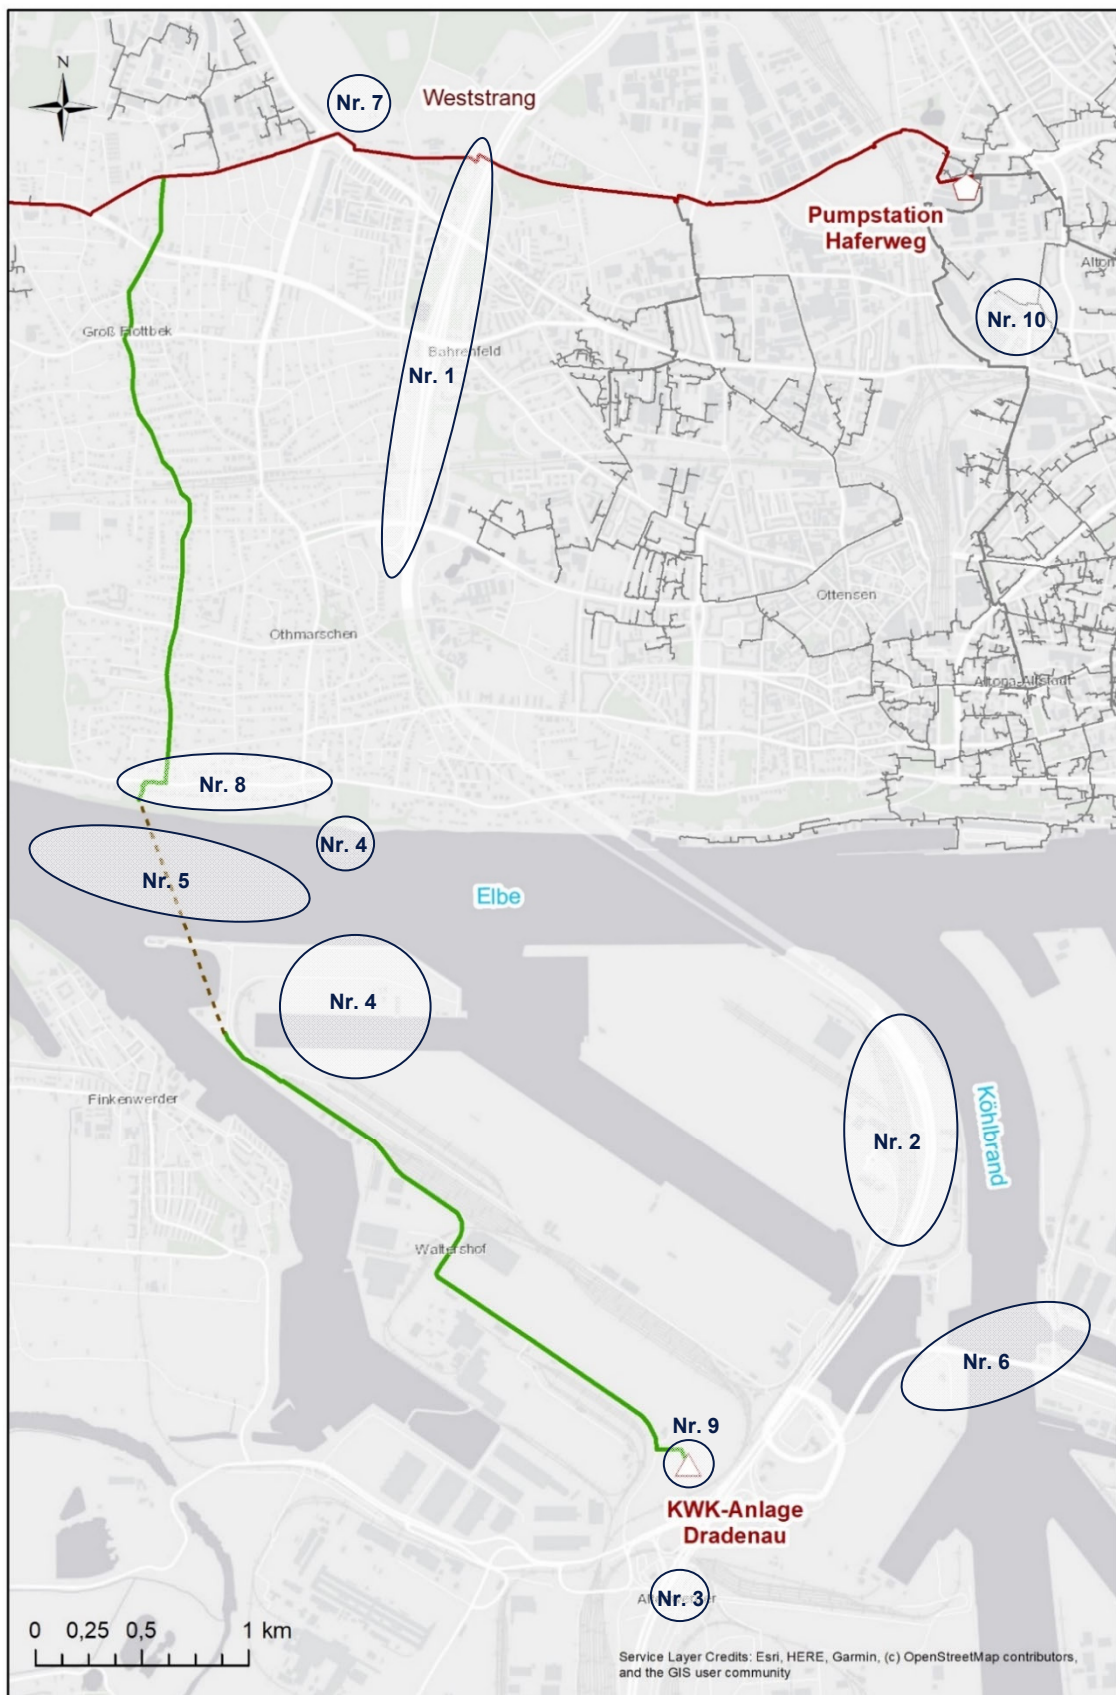 N
Nr. 7
Weststrang
Pumpstation
Haferweg
Alton
Nr. 10
Groß Flottbek
Bahrenfeld
Nr. 1
Ottensen
Othmarschen
Altona-Altstadt
Nr. 8
Nr. 4
Nr. 5
Elbe
Nr. 4
Finkenwerder
Köhlbrand
Nr. 2
Waltershof
Nr. 6
Nr. 9
KWK-Anlage
Dradenau
Nr. 3
0 0,25 0,5 1 km
Service Layer Credits: Esri, HERE, Garmin, (c) OpenStreetMap contributors,
and the GIS user community